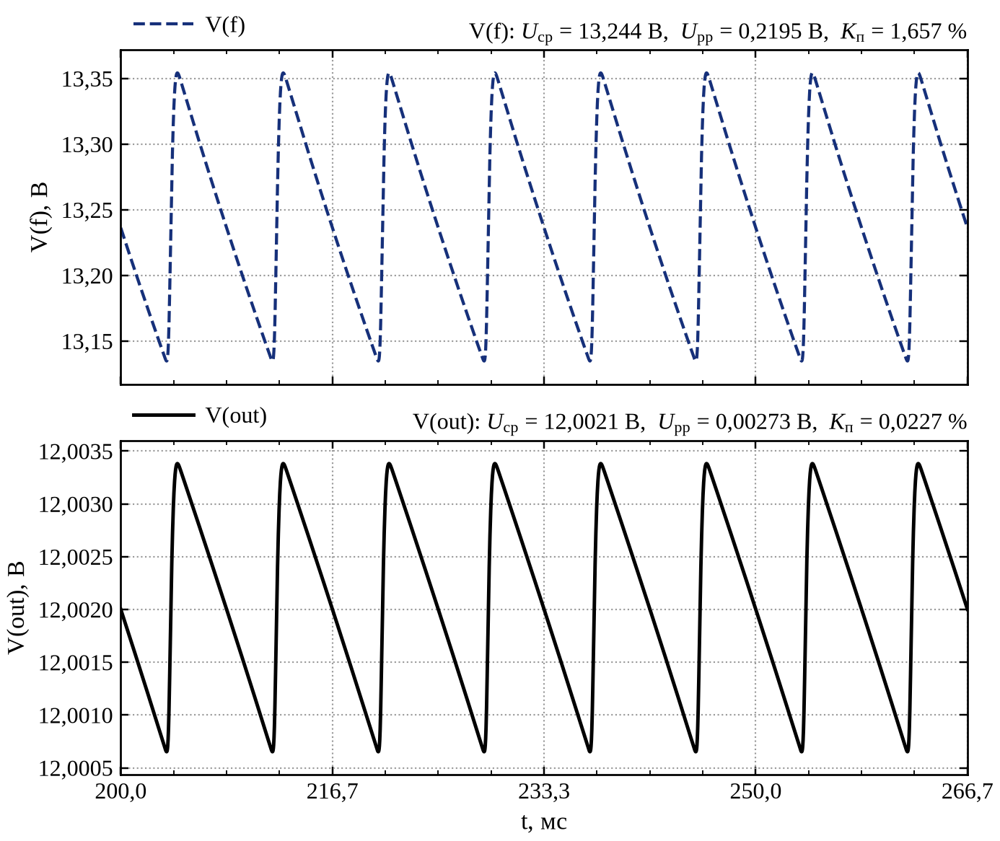 V(f)
V(f): Uср = 13,244 В, Upp = 0,2195 В, Kп = 1,657 %
13,35
13,30
13,25
13,20
13,15
V(f), В
V(out)
V(out): Uср = 12,0021 В, Upp = 0,00273 В, Kп = 0,0227 %
12,0035
12,0030
12,0025
12,0020
12,0015
12,0010
12,0005
V(out), В
200,0 216,7 233,3 250,0 266,7
t, мс